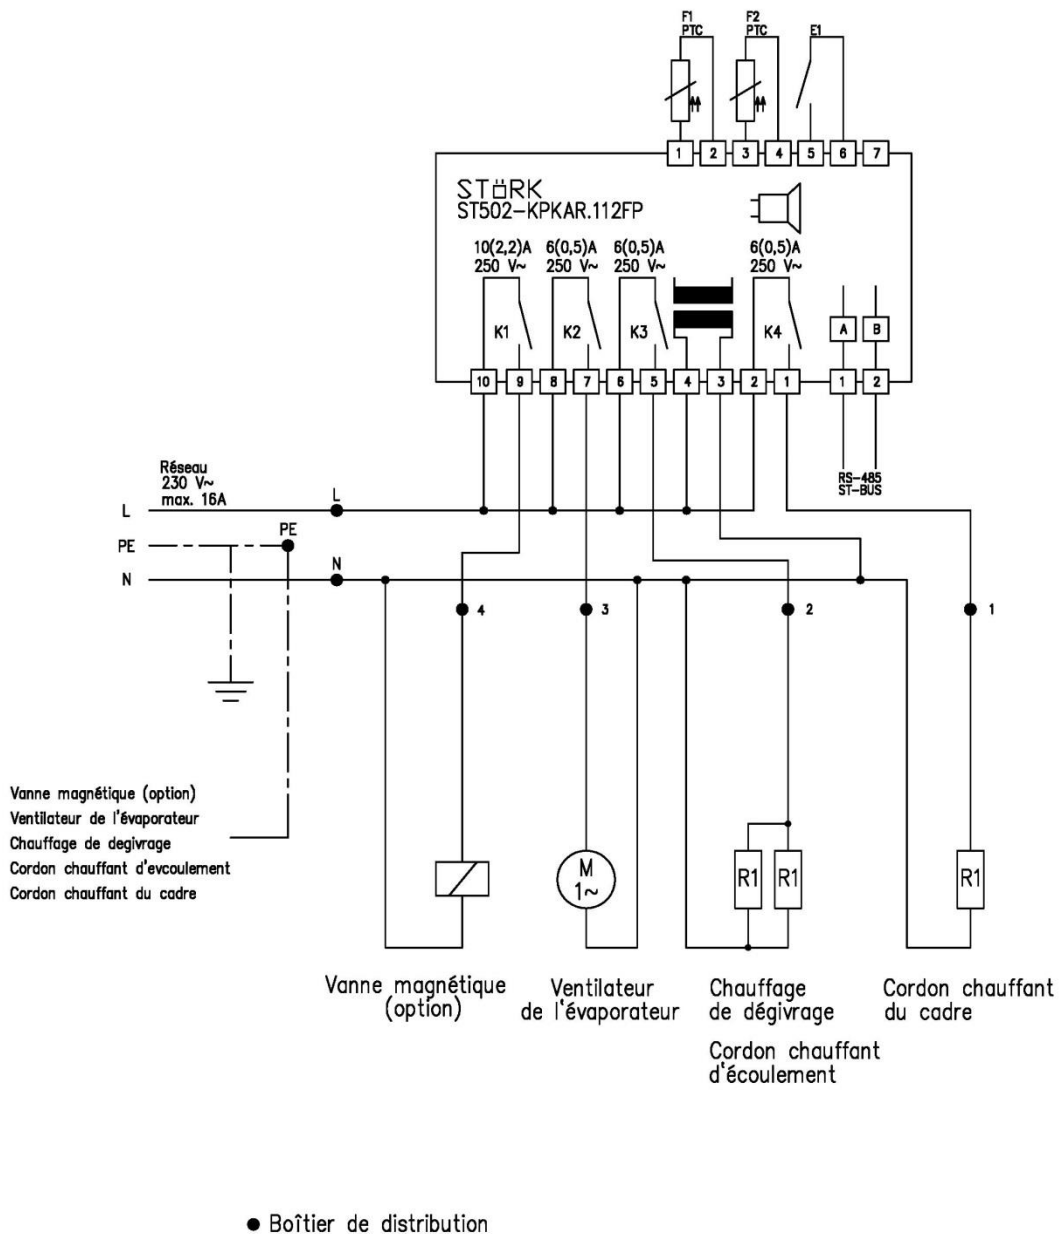 F1
PTC
F2
PTC
E1
1 2 3 4 5 6 7
STÖRK
ST502-KPKAR.112FP
10(2,2)A 6(0,5)A 6(0,5)A 6(0,5)A
250 V~ 250 V~ 250 V~ 250 V~
K1 K2 K3 K4 A B
10 9 8 7 6 5 4 3 2 1 1 2
RS-485
ST-BUS
Réseau
230 V~
max. 16A
L L
PE PE
N N
4 3 2 1
Vanne magnétique (option)
Ventilateur de l'évaporateur
Chauffage de degivrage
Cordon chauffant d'evcoulement
Cordon chauffant du cadre
M
1~
R1 R1 R1
Vanne magnétique
(option)
Ventilateur
de l'évaporateur
Chauffage
de dégivrage
Cordon chauffant
d'écoulement
Cordon chauffant
du cadre
Boîtier de distribution